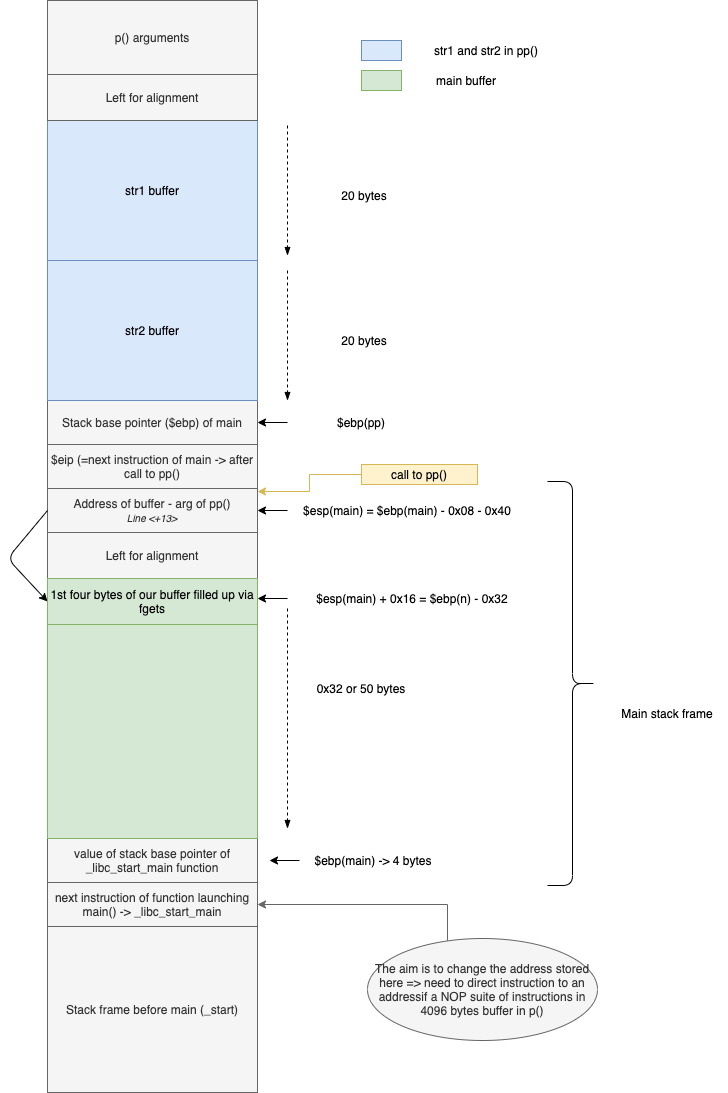 p() arguments
str1 and str2 in pp()
main buffer
Left for alignment
str1 buffer
20 bytes
str2 buffer
20 bytes
Stack base pointer ($ebp) of main
$ebp(pp)
$eip (=next instruction of main -> after
call to pp()
call to pp()
Address of buffer - arg of pp()
Line <+13>
$esp(main) = $ebp(main) - 0x08 - 0x40
Left for alignment
1st four bytes of our buffer filled up via
fgets
$esp(main) + 0x16 = $ebp(n) - 0x32
0x32 or 50 bytes
Main stack frame
value of stack base pointer of
_libc_start_main function
$ebp(main) -> 4 bytes
next instruction of function launching
main() -> _libc_start_main
The aim is to change the address stored
here => need to direct instruction to an
addressif a NOP suite of instructions in
4096 bytes buffer in p()
Stack frame before main (_start)